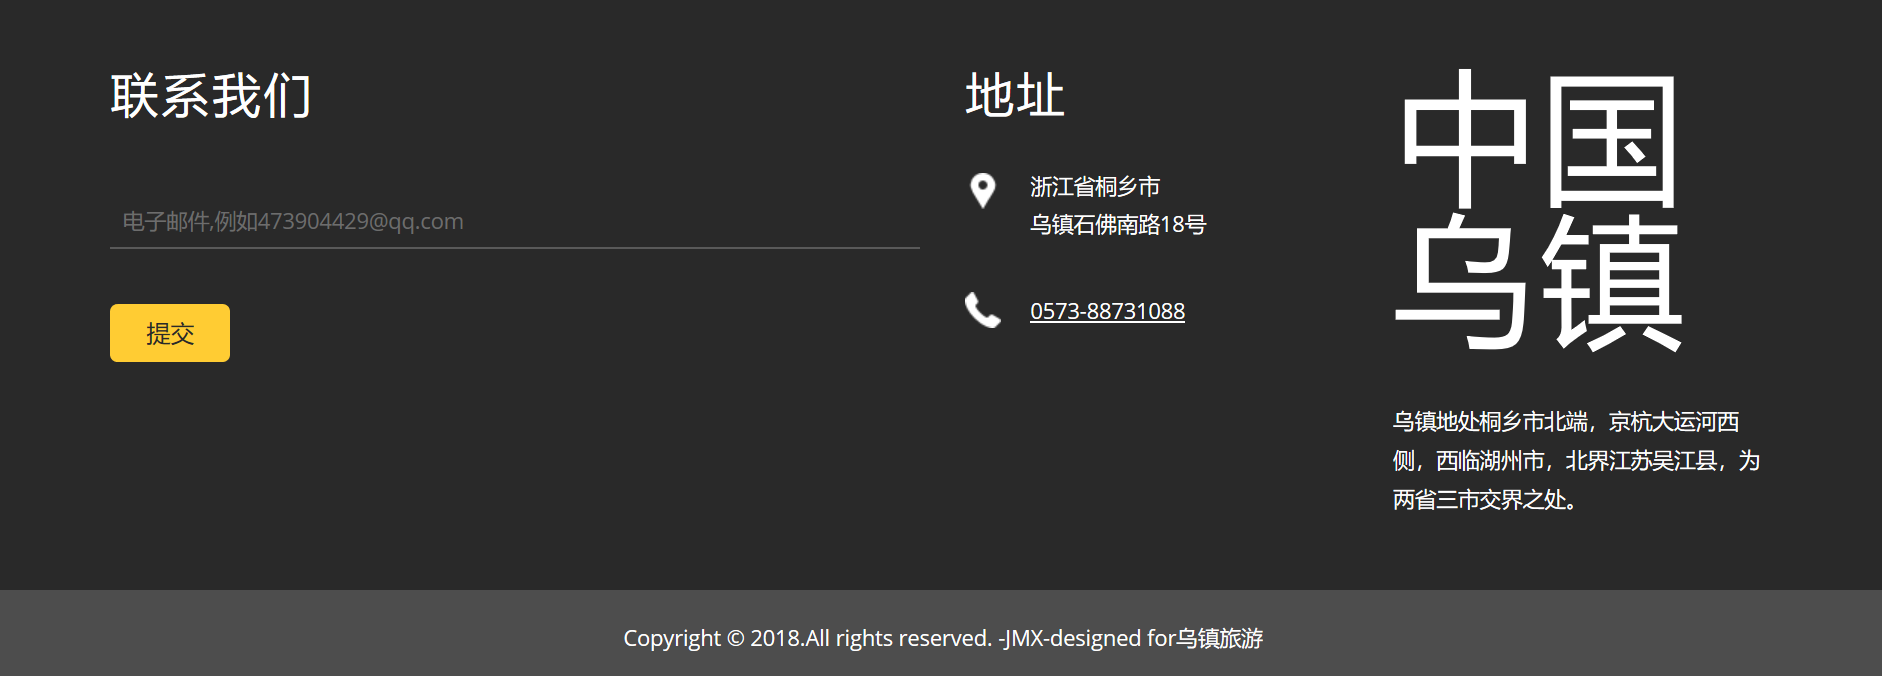 联系我们
电子邮件,例如473904429@qq.com
提交
地址
浙江省桐乡市
乌镇石佛南路18号
0573-88731088
中国
乌镇
乌镇地处桐乡市北端，京杭大运河西
侧，西临湖州市，北界江苏吴江县，为
两省三市交界之处。
Copyright © 2018.All rights reserved. -JMX-designed for乌镇旅游